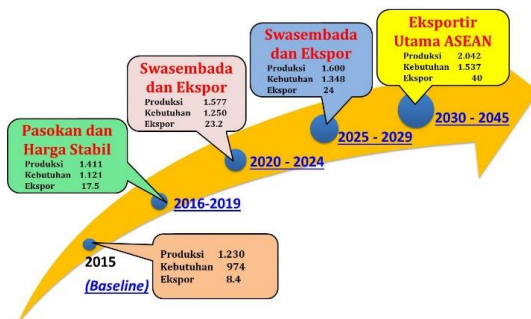 Eksportir
Utama ASEAN
Produksi 2.042
Kebutuhan 1.537
Ekspor 40
Swasembada
dan Ekspor
Produksi 1.600
Kebutuhan 1.348
Ekspor 24
Swasembada
dan Ekspor
Produksi 1.577
Kebutuhan 1.250
Ekspor 23.2
Pasokan dan
Harga Stabil
Produksi 1.411
Kebutuhan 1.121
Ekspor 17.5
2030 - 2045
2025 - 2029
2020 - 2024
2016-2019
2015
(Baseline)
Produksi 1.230
Kebutuhan 974
Ekspor 8.4